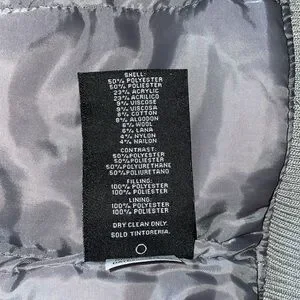 SHELL:
50% POLYESTER
50% POLIESTER
23% ACRYLIC
23% ACRILICO
9% VISCOSE
9% VISCOSA
8% COTTON
8% ALGODON
6% WOOL
6% LANA
4% NYLON
4% NAILON
CONTRAST:
50% POLYESTER
50% POLIESTER
50% POLYURETHANE
50% POLIURETANO
FILLING:
100% POLYESTER
100% POLIESTER
LINING:
100% POLYESTER
100% POLIESTER
DRY CLEAN ONLY.
SOLO TINTORERIA.